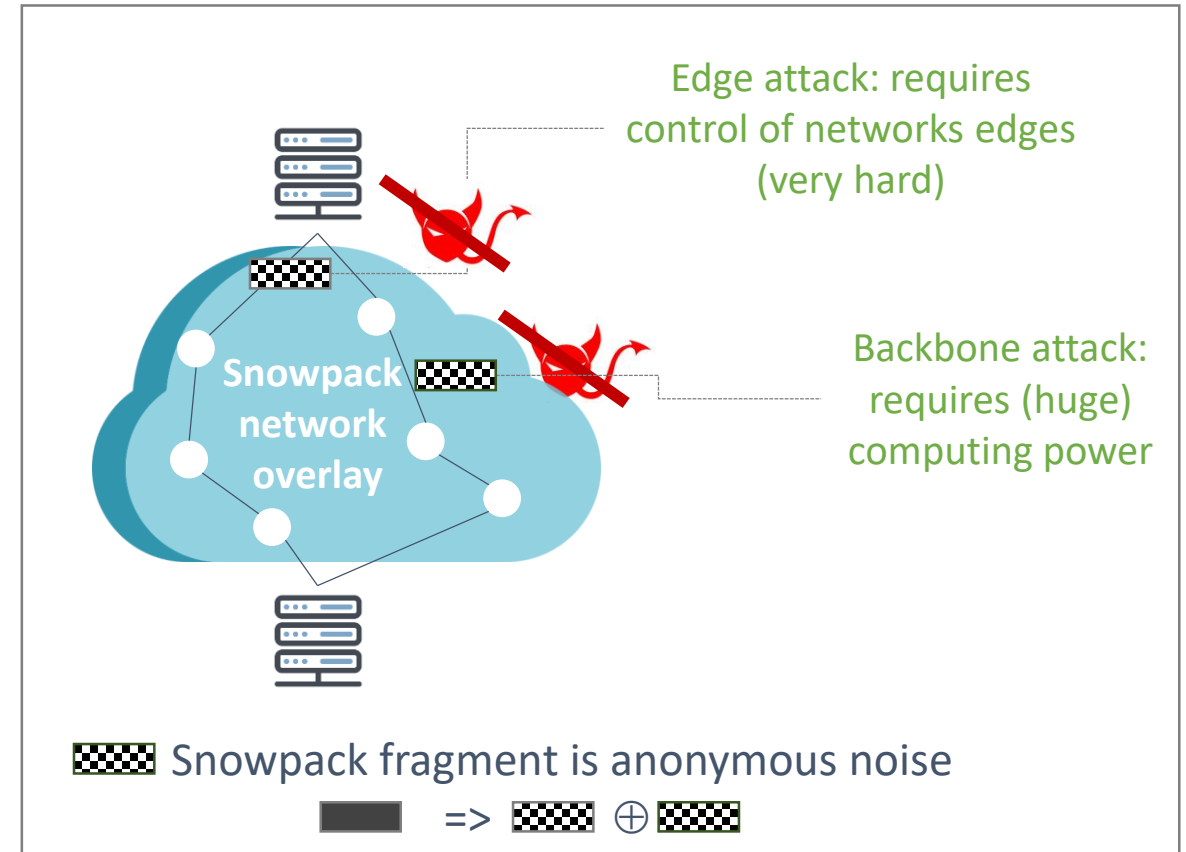 Edge attack: requires
control of networks edges
(very hard)
Snowpack
network
overlay
Backbone attack:
requires (huge)
computing power
Snowpack fragment is anonymous noise
=> ⊕